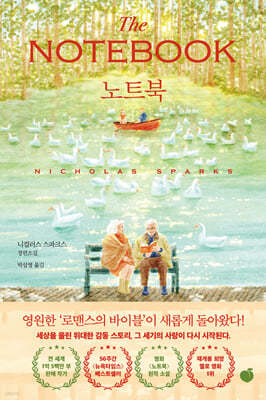 The
NOTEBOOK
노트북
NICHOLAS SPARKS
니컬러스 스파크스
장편소설
박상영 옮김
영원한 '로맨스의 바이블'이 새롭게 돌아왔다!
세상을 울린 위대한 감동 스토리, 그 세기의 사랑이 다시 시작된다.
전 세계
1억 5백만 부
판매 작가
56주간
〈뉴욕타임스〉
베스트셀러
영화
〈노트북〉
원작 소설
재개봉 희망
멜로 영화
1위